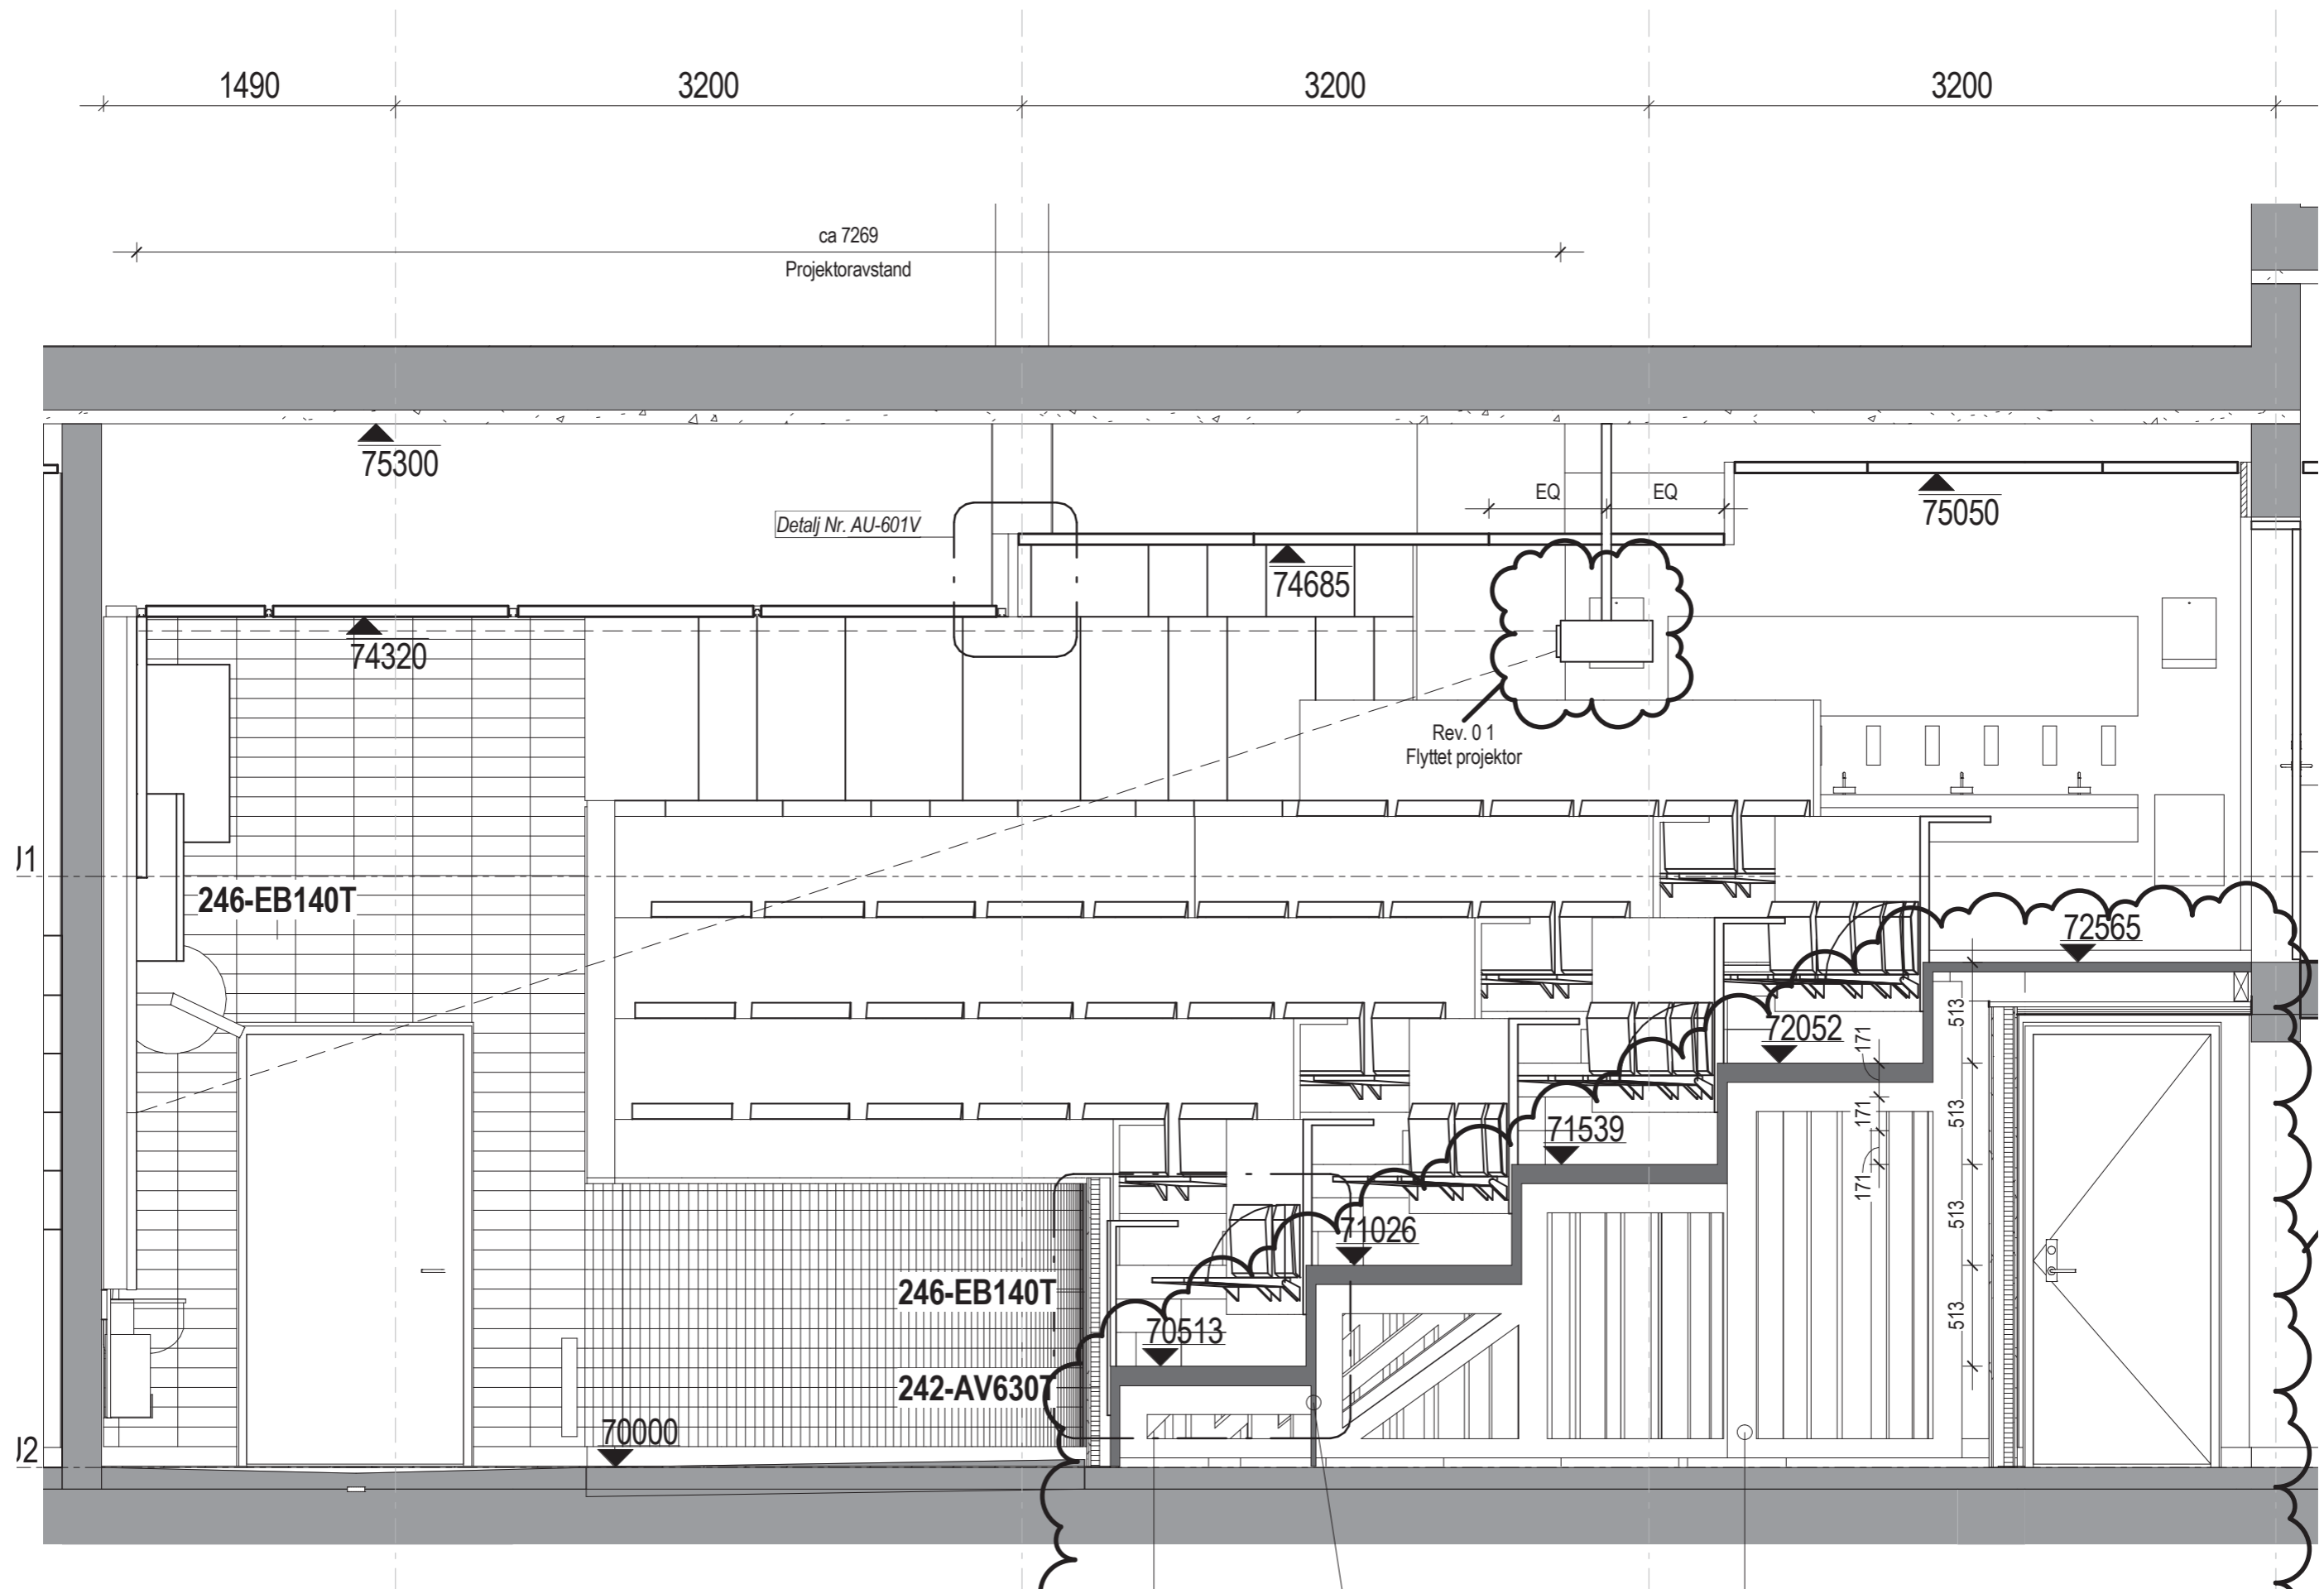 1490 3200 3200 3200
ca 7269
Projektoravstand
75300
EQ EQ
75050
Detalj Nr. AU-601V
74685
74320
Rev. 0 1
Flyttet projektor
J1
246-EB140T
72565
513
72052
171
513
71539
171
171
513
71026
246-EB140T
513
70513
242-AV630T
70000
J2